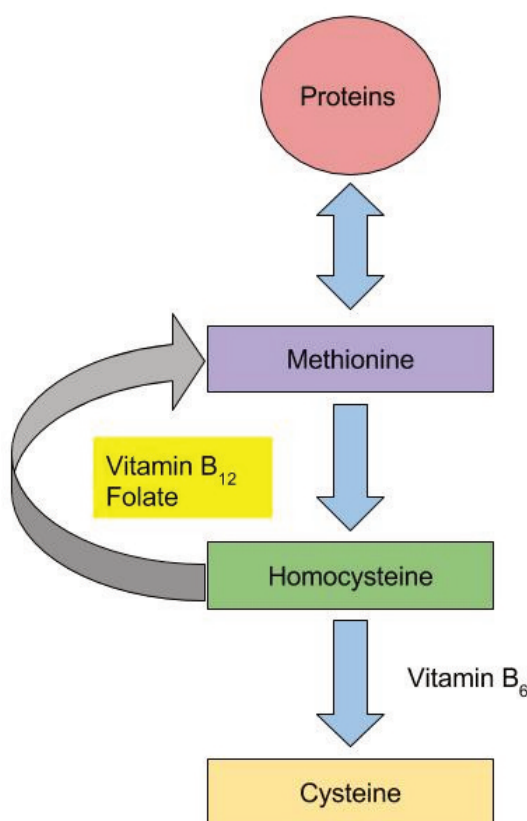 Proteins
Methionine
Vitamin B₁₂
Folate
Homocysteine
Vitamin B₆
Cysteine